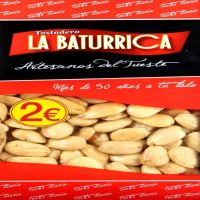 Tostadero
LA BATURRICA
Artesanos del Tueste
Más de 50 años a tu lado
2€